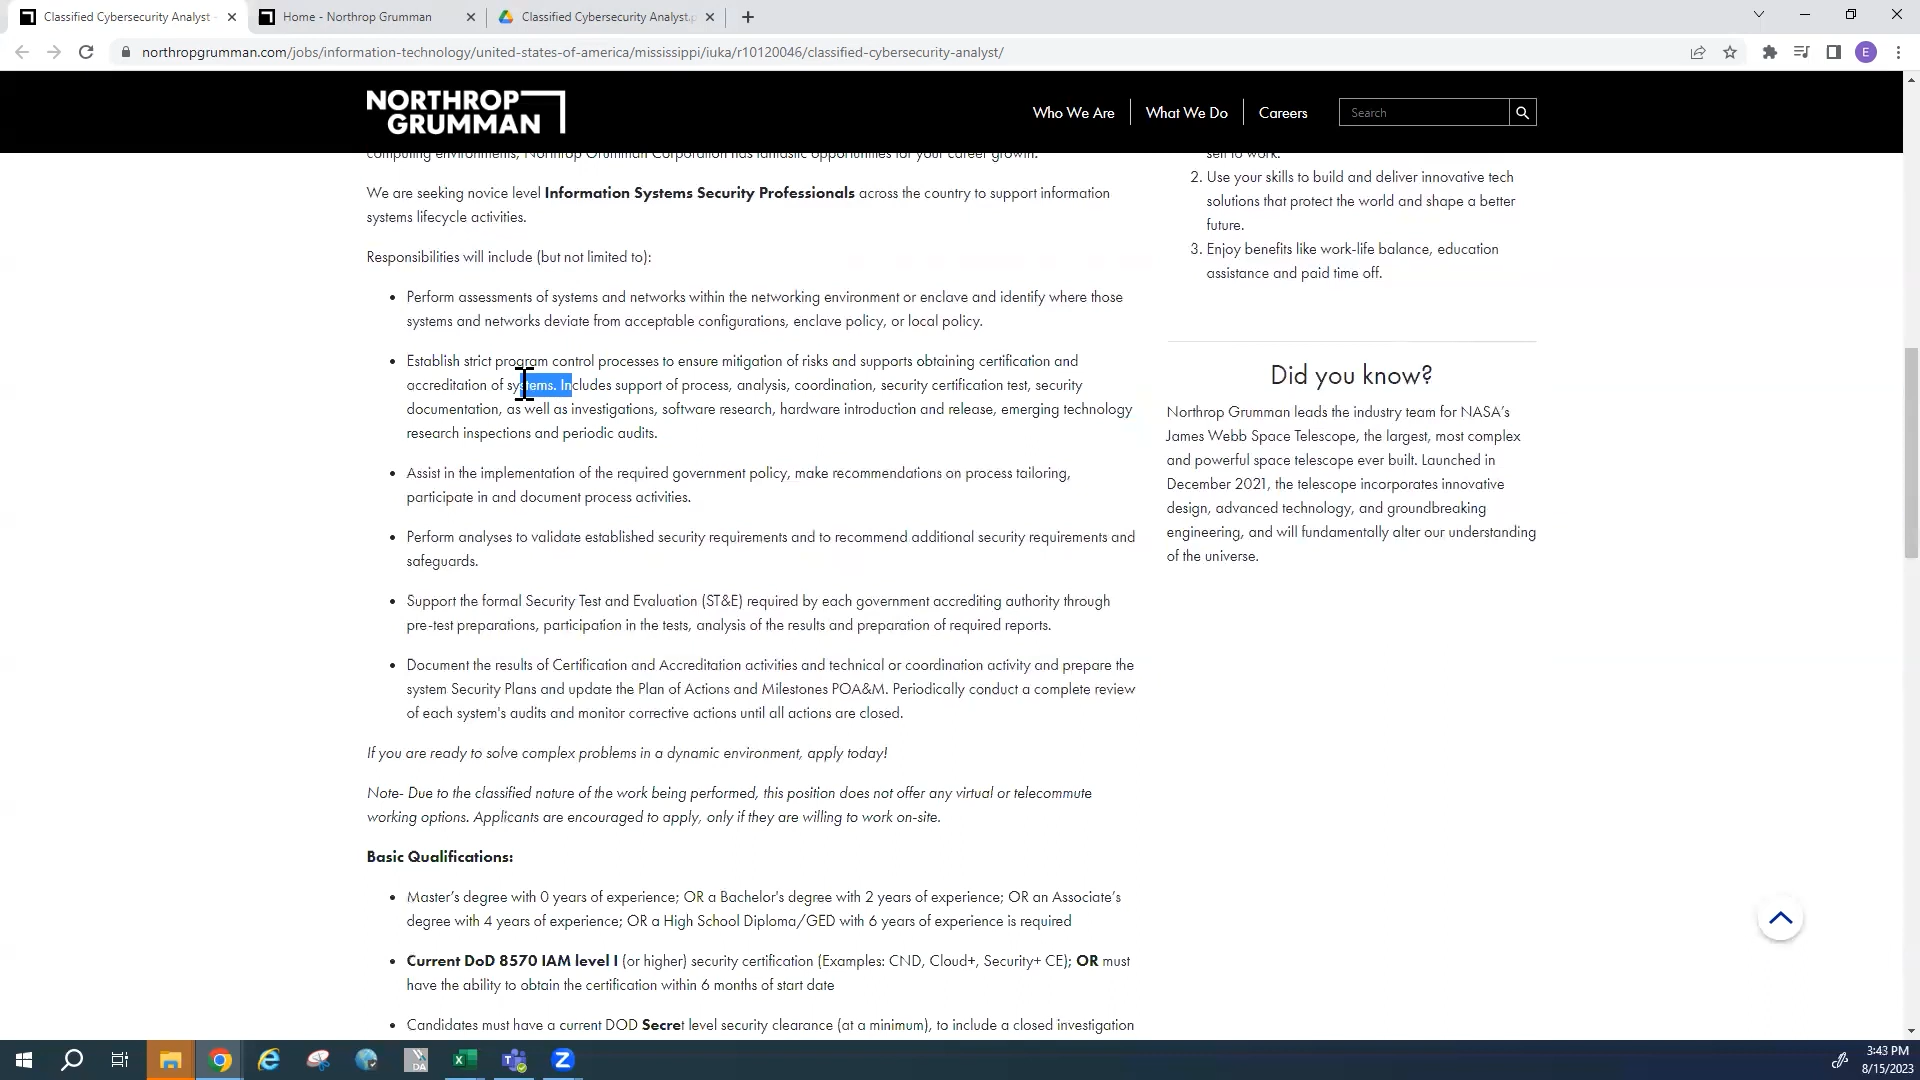 Classified Cybersecurity Analyst -
Home - Northrop Grumman
Classified Cybersecurity Analyst.p
northropgrumman.com/jobs/information-technology/united-states-of-america/mississippi/iuka/r10120046/classified-cybersecurity-analyst/
E
NORTHROP
GRUMMAN
Who We Are
What We Do
Careers
Search
computing environments, Northrop Grumman Corporation has fantastic opportunities for your career growth.
We are seeking novice level Information Systems Security Professionals across the country to support information
systems lifecycle activities.
Responsibilities will include (but not limited to):
• Perform assessments of systems and networks within the networking environment or enclave and identify where those
systems and networks deviate from acceptable configurations, enclave policy, or local policy.
• Establish strict program control processes to ensure mitigation of risks and supports obtaining certification and
accreditation of systems. Includes support of process, analysis, coordination, security certification test, security
documentation, as well as investigations, software research, hardware introduction and release, emerging technology
research inspections and periodic audits.
• Assist in the implementation of the required government policy, make recommendations on process tailoring,
participate in and document process activities.
• Perform analyses to validate established security requirements and to recommend additional security requirements and
safeguards.
• Support the formal Security Test and Evaluation (ST&E) required by each government accrediting authority through
pre-test preparations, participation in the tests, analysis of the results and preparation of required reports.
• Document the results of Certification and Accreditation activities and technical or coordination activity and prepare the
system Security Plans and update the Plan of Actions and Milestones POA&M. Periodically conduct a complete review
of each system's audits and monitor corrective actions until all actions are closed.
If you are ready to solve complex problems in a dynamic environment, apply today!
Note- Due to the classified nature of the work being performed, this position does not offer any virtual or telecommute
working options. Applicants are encouraged to apply, only if they are willing to work on-site.
Basic Qualifications:
• Master's degree with 0 years of experience; OR a Bachelor's degree with 2 years of experience; OR an Associate's
degree with 4 years of experience; OR a High School Diploma/GED with 6 years of experience is required
• Current DoD 8570 IAM level I (or higher) security certification (Examples: CND, Cloud+, Security+ CE); OR must
have the ability to obtain the certification within 6 months of start date
• Candidates must have a current DOD Secret level security clearance (at a minimum), to include a closed investigation
self to work.
2. Use your skills to build and deliver innovative tech
solutions that protect the world and shape a better
future.
3. Enjoy benefits like work-life balance, education
assistance and paid time off.
Did you know?
Northrop Grumman leads the industry team for NASA's
James Webb Space Telescope, the largest, most complex
and powerful space telescope ever built. Launched in
December 2021, the telescope incorporates innovative
design, advanced technology, and groundbreaking
engineering, and will fundamentally alter our understanding
of the universe.
DA
3:43 PM
8/15/2023